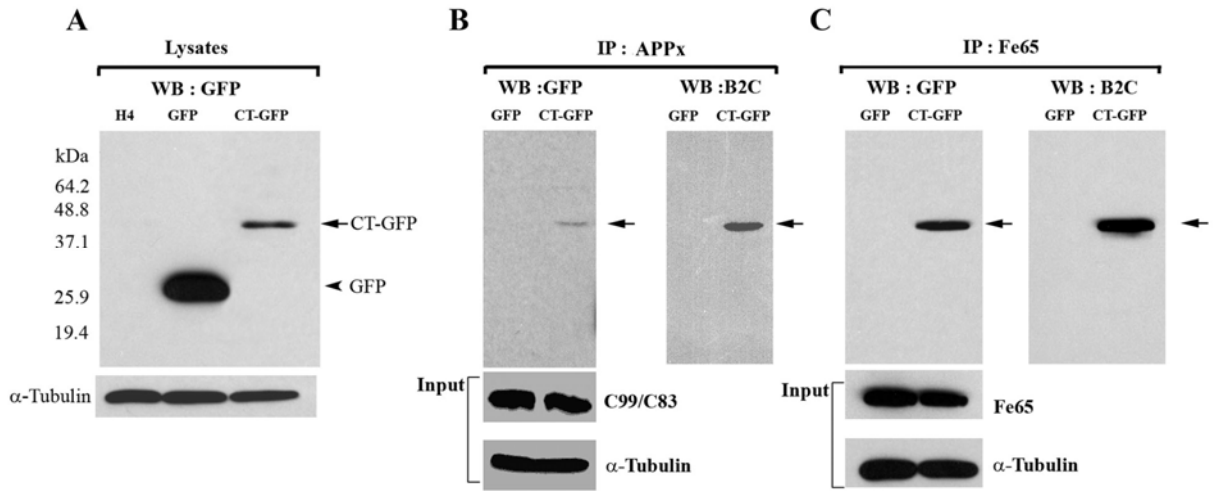 A
Lysates
WB : GFP
H4 GFP CT-GFP
kDa
64.2
48.8
37.1
25.9
19.4
CT-GFP
GFP
α-Tubulin
B
IP : APPx
WB :GFP WB :B2C
GFP CT-GFP GFP CT-GFP
Input
C99/C83
α-Tubulin
C
IP : Fe65
WB : GFP WB : B2C
GFP CT-GFP GFP CT-GFP
Input
Fe65
α-Tubulin